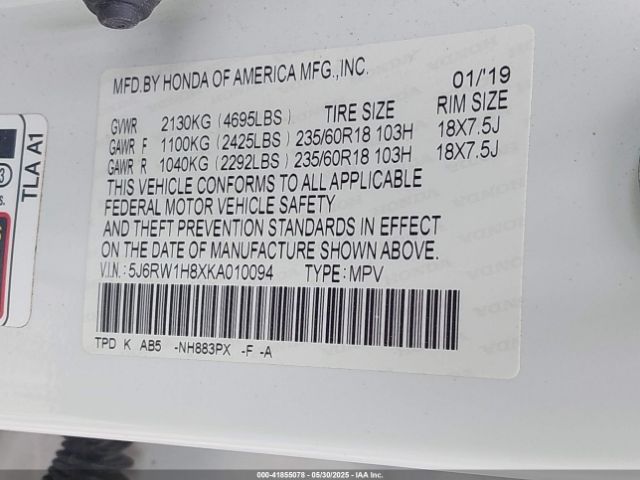 MFD.BY HONDA OF AMERICA MFG.,INC.
01/'19
GVWR 2130KG (4695LBS) TIRE SIZE RIM SIZE
GAWR F 1100KG (2425LBS) 235/60R18 103H 18X7.5J
GAWR R 1040KG (2292LBS) 235/60R18 103H 18X7.5J
THIS VEHICLE CONFORMS TO ALL APPLICABLE
FEDERAL MOTOR VEHICLE SAFETY
AND THEFT PREVENTION STANDARDS IN EFFECT
ON THE DATE OF MANUFACTURE SHOWN ABOVE.
V.I.N.: 5J6RW1H8XKA010094 TYPE: MPV
TPD K AB5 -NH883PX -F -A
TLA A1
000-41855078 - 05/30/2025 - IAA Corp.